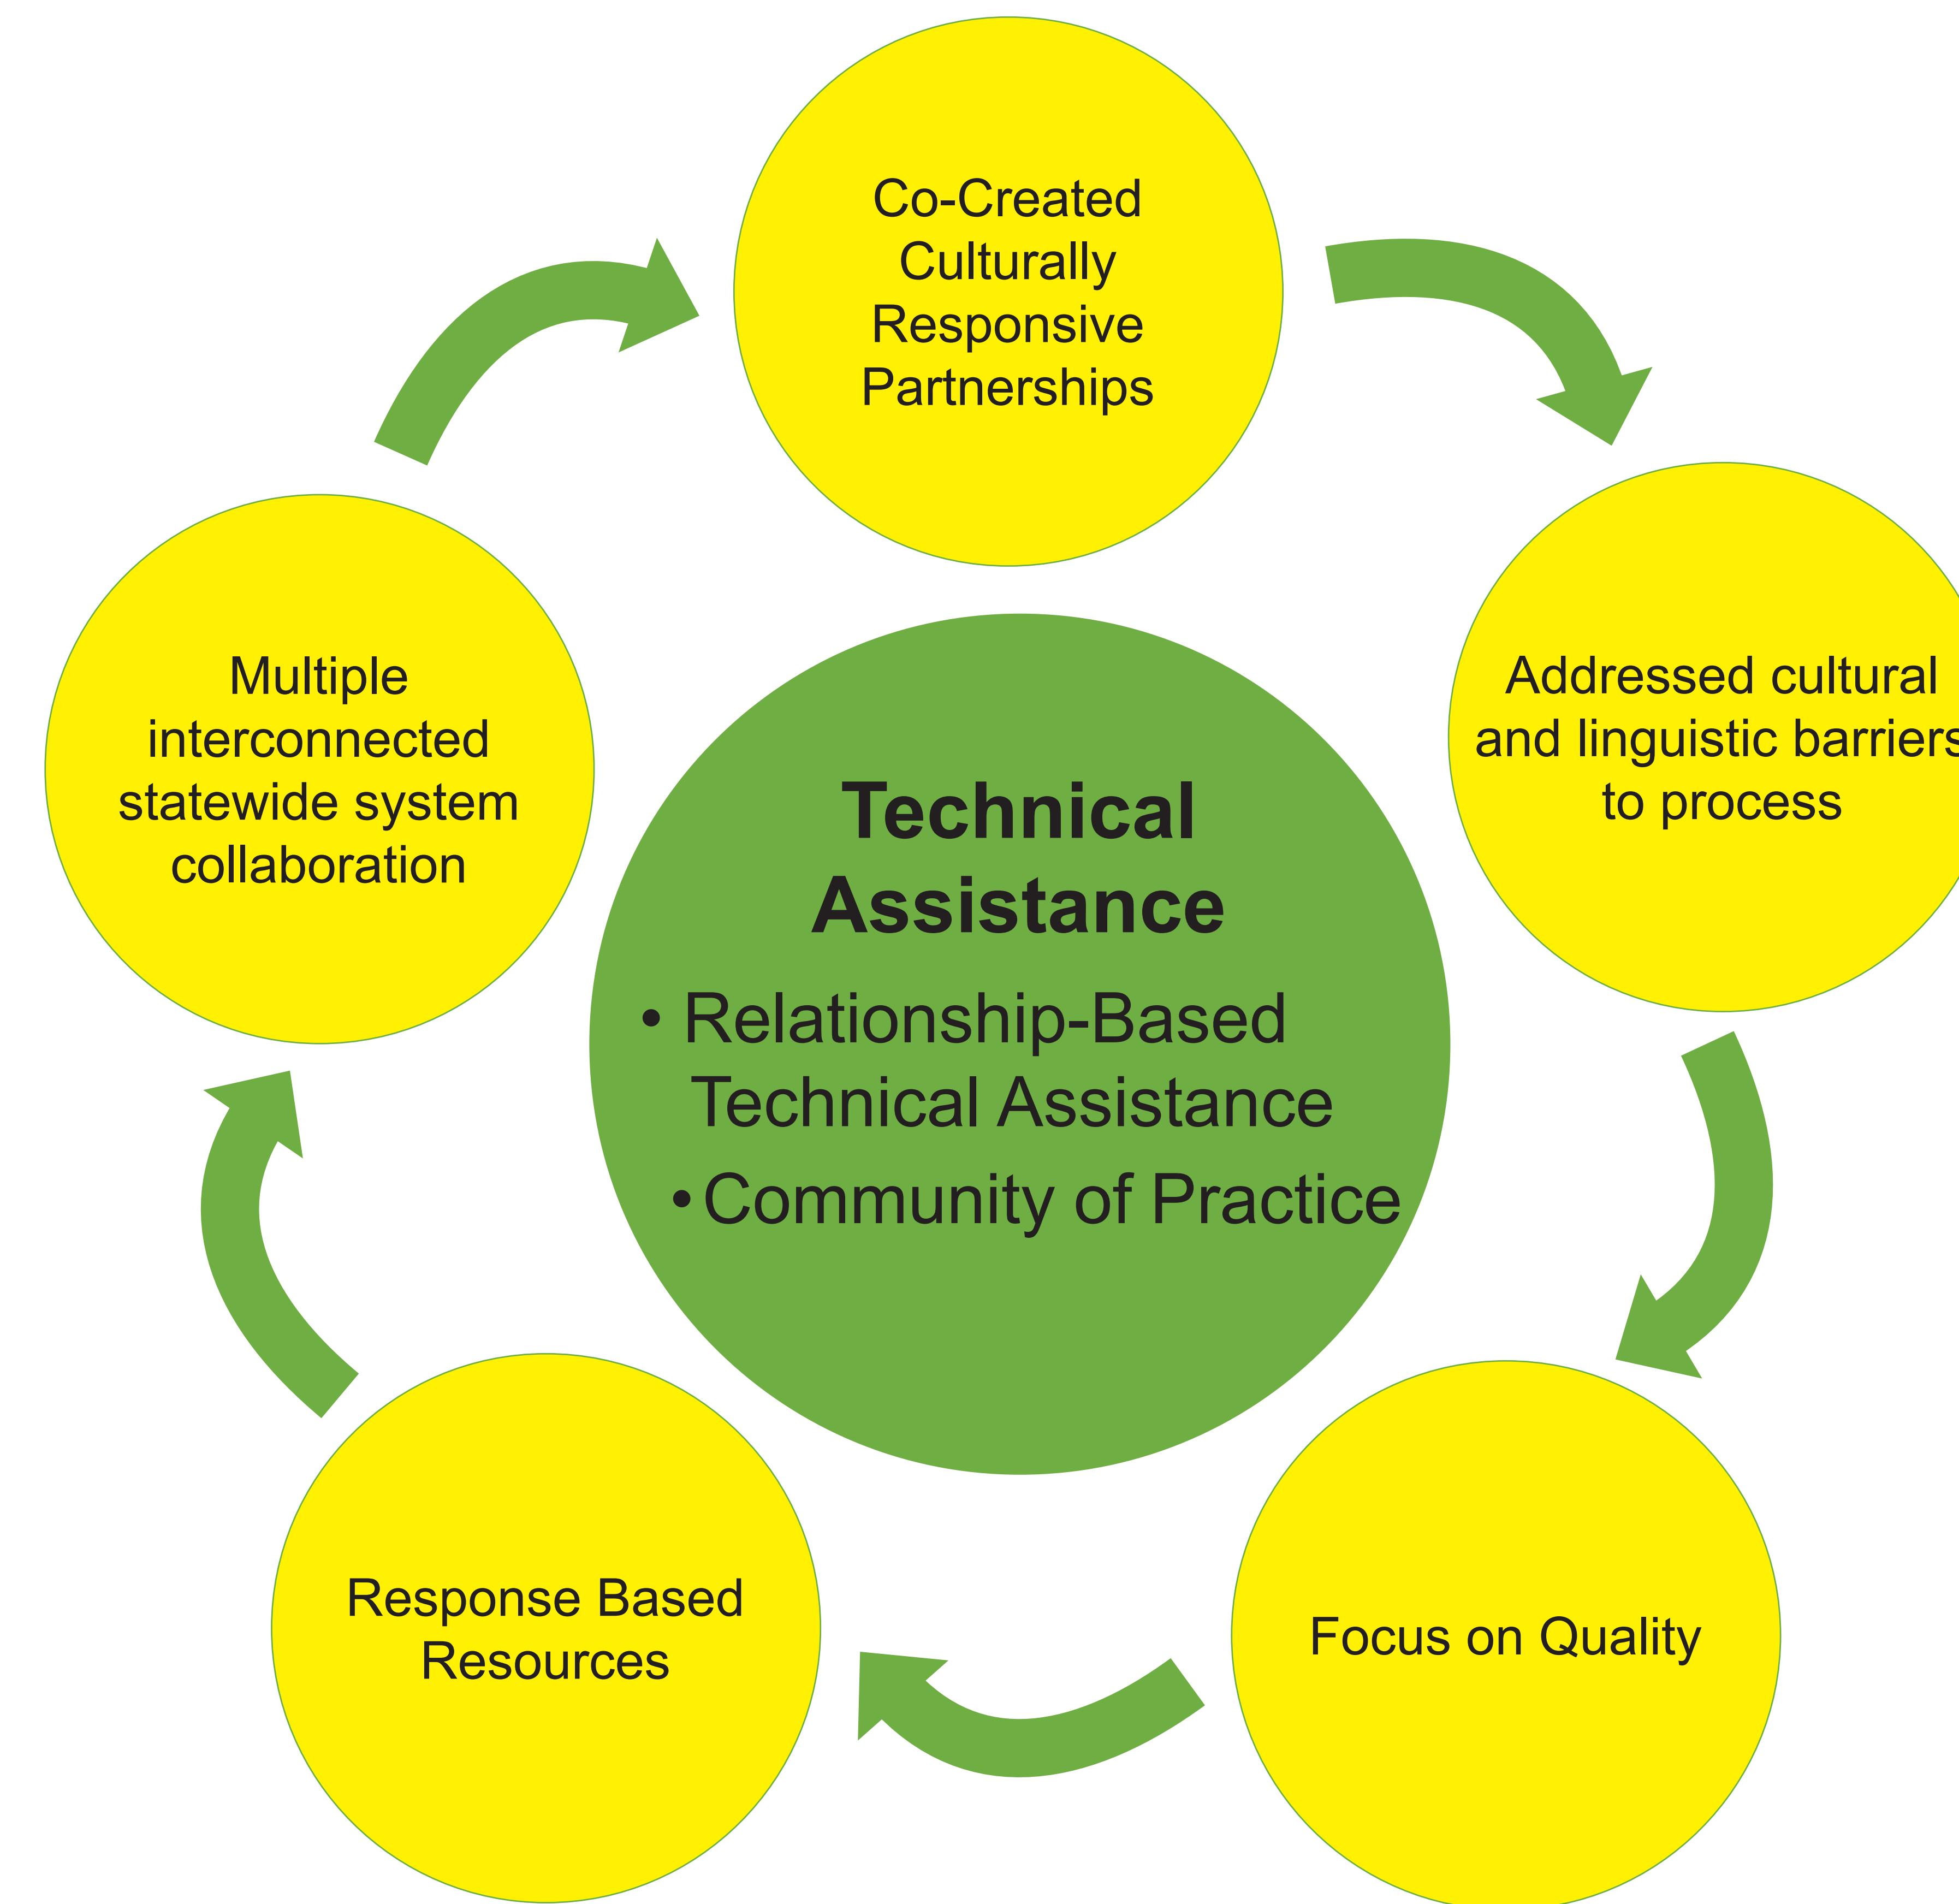 Co-Created
Culturally
Responsive
Partnerships
Addressed cultural
and linguistic barriers
to process
Focus on Quality
Response Based
Resources
Multiple
interconnected
statewide system
collaboration
Technical
Assistance
• Relationship-Based
Technical Assistance
• Community of Practice